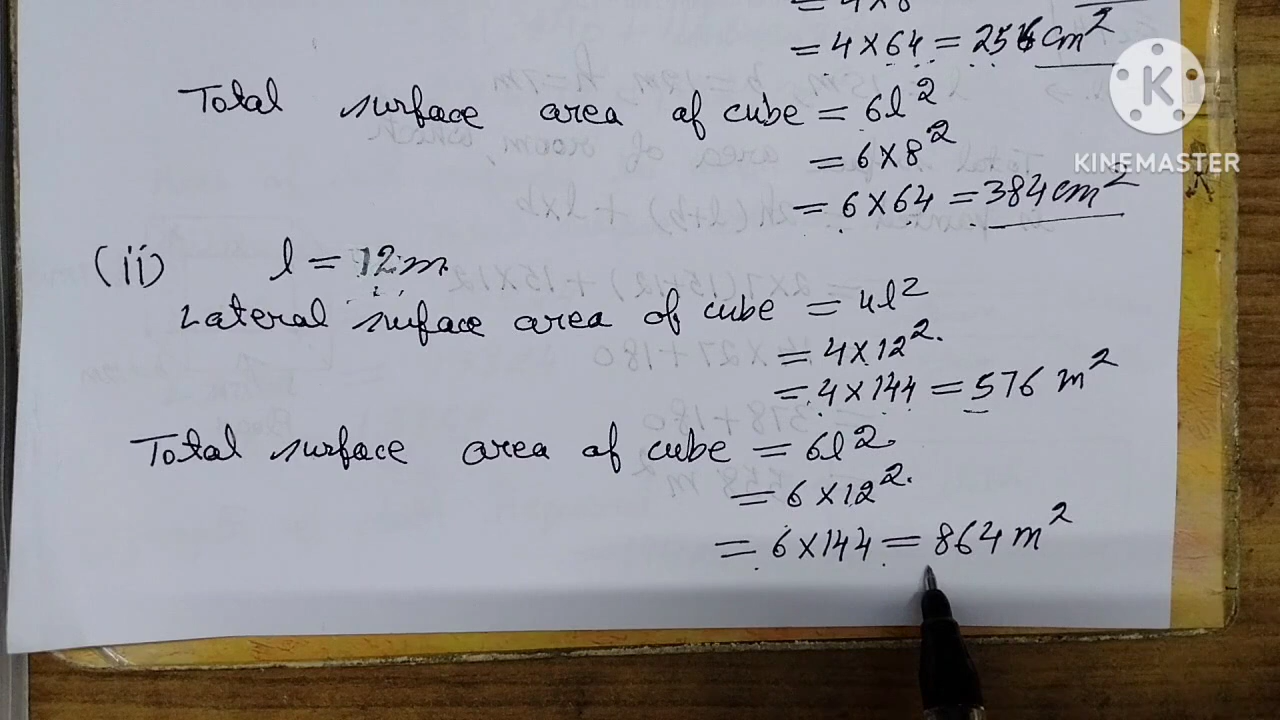 = 4×8
= 4×64 = 256 cm²
Total surface area of cube = 6l²
= 6×8²
= 6×64 = 384 cm²
(ii) l = 12m.
Lateral surface area of cube = 4l²
= 4×12².
= 4×144 = 576 m²
Total surface area of cube = 6l².
= 6×12².
= 6×144 = 864 m²
K
KINEMASTER